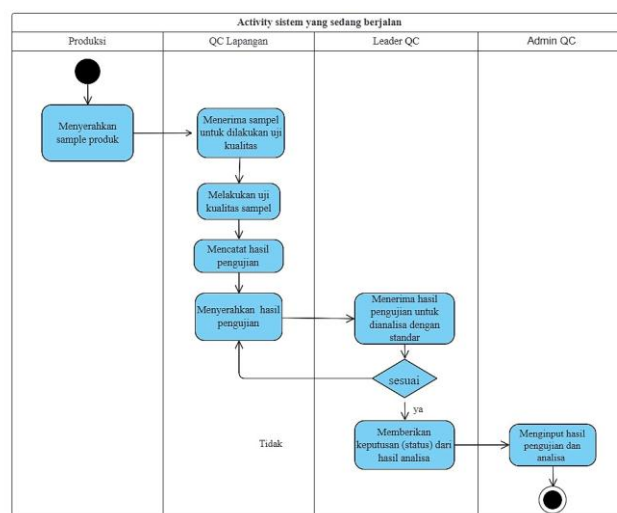 Activity sistem yang sedang berjalan
Produksi
QC Lapangan
Leader QC
Admin QC
Menyerahkan
sample produk
Menerima sampel
untuk dilakukan uji
kualitas
Melakukan uji
kualitas sampel
Mencatat hasil
pengujian
Menyerahkan hasil
pengujian
Menerima hasil
pengujian untuk
dianalisa dengan
standar
sesuai
ya
Tidak
Memberikan
keputusan (status) dari
hasil analisa
Menginput hasil
pengujian dan
analisa